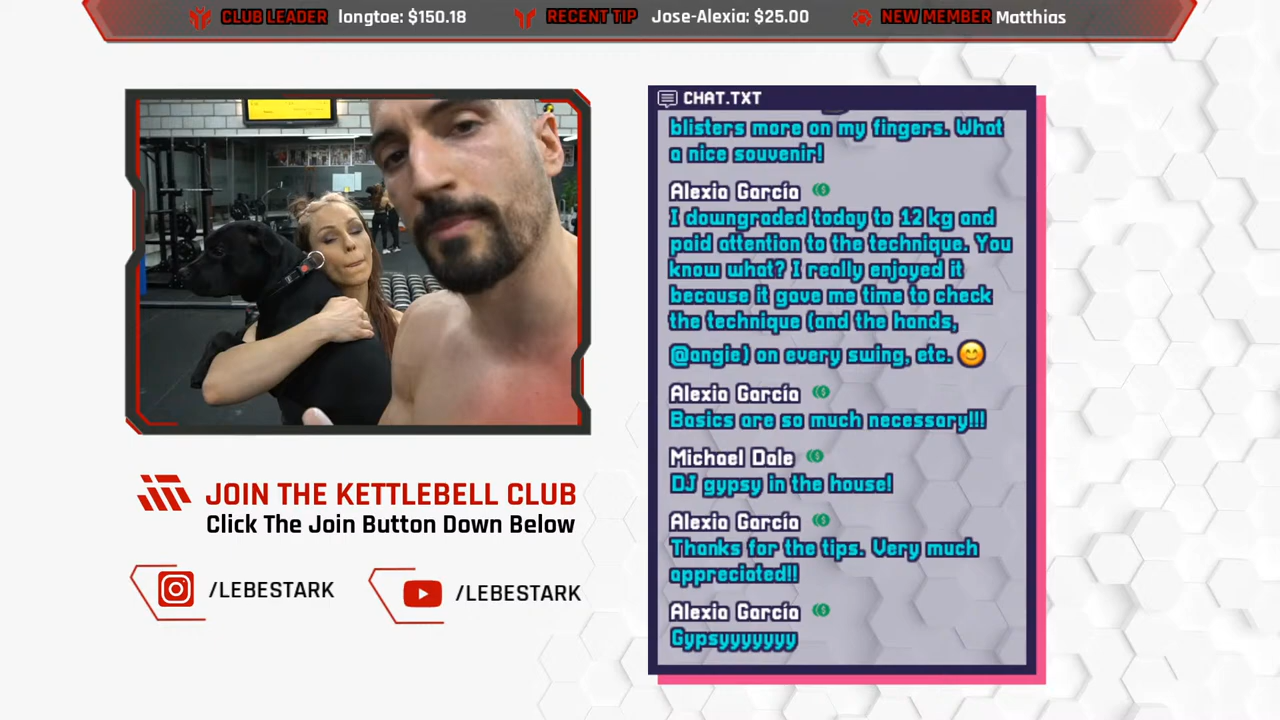 CLUB LEADER longtoe: $150.18 RECENT TIP Jose-Alexia: $25.00 NEW MEMBER Matthias
CHAT.TXT
blisters more on my fingers. What
a nice souvenir!
Alexia García
I downgraded today to 12 kg and
paid attention to the technique. You
know what? I really enjoyed it
because it gave me time to check
the technique (and the hands,
@angie) on every swing, etc. 😊
Alexia García
Basics are so much necessary!!!
Michael Dale
DJ gypsy in the house!
Alexia García
Thanks for the tips. Very much
appreciated!!
Alexia García
Gypsyyyyyyy
JOIN THE KETTLEBELL CLUB
Click The Join Button Down Below
/LEBESTARK /LEBESTARK